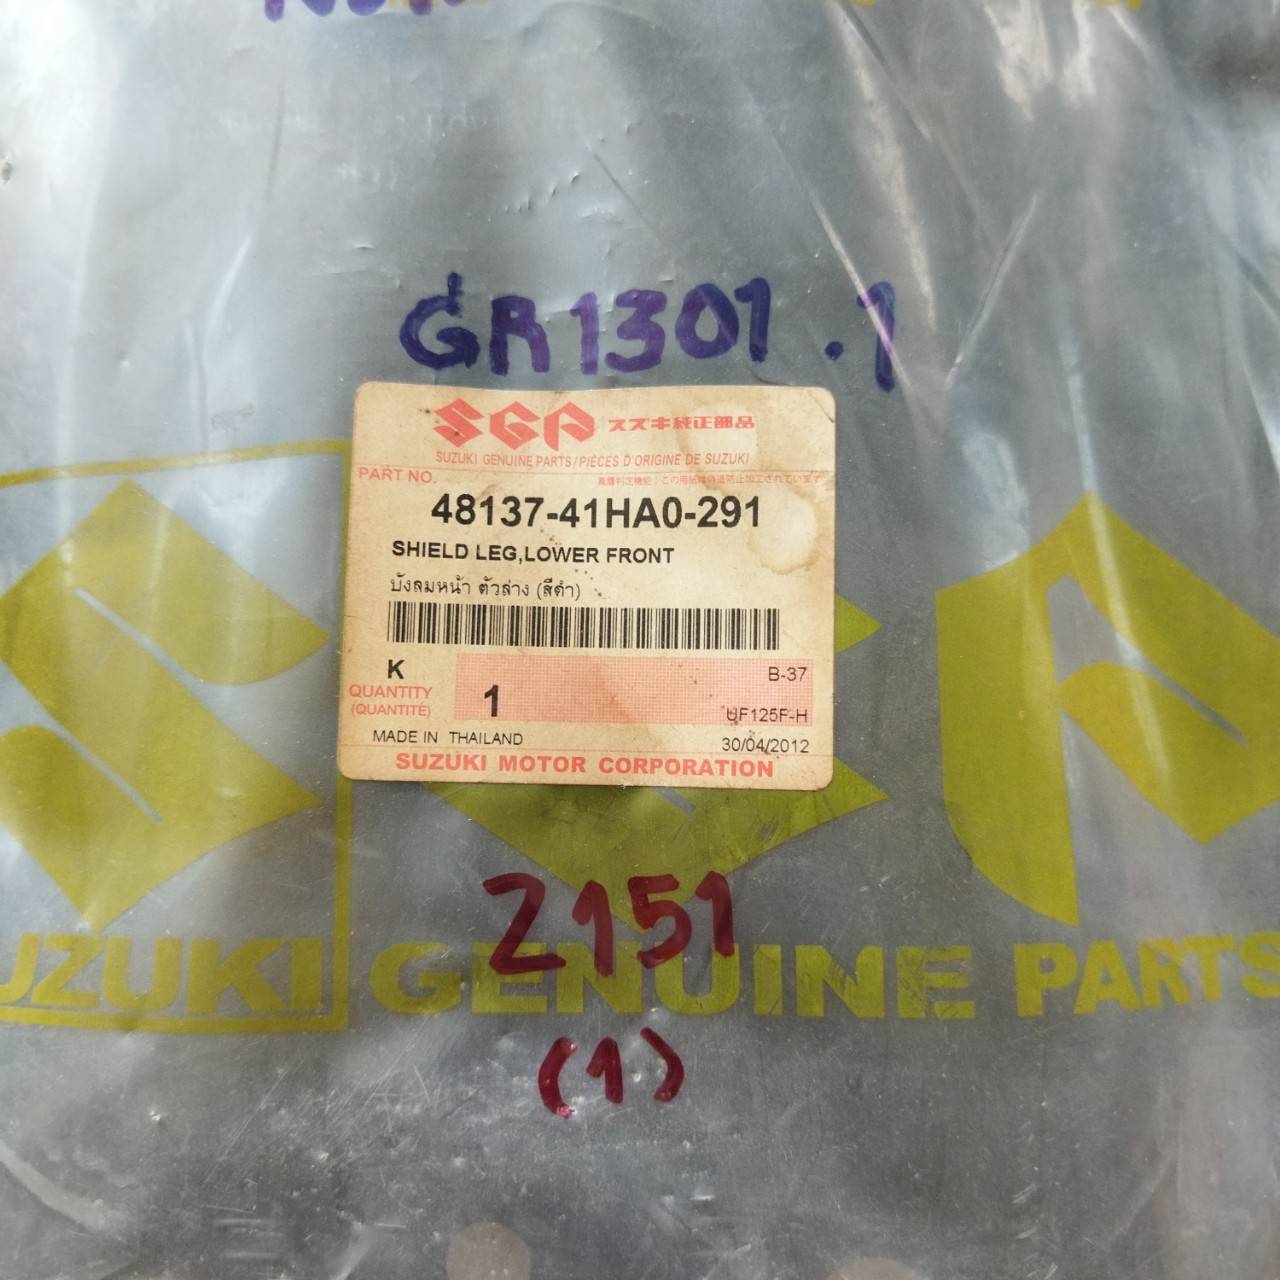 GR1301.1
SGP スズキ純正部品
SUZUKI GENUINE PARTS/PIÈCES D'ORIGINE DE SUZUKI
PART NO.
48137-41HA0-291
SHIELD LEG,LOWER FRONT
บังลมหน้า ตัวล่าง (สีดำ)
K B-37
QUANTITY
(QUANTITÉ) 1 UF125F-H
MADE IN THAILAND 30/04/2012
SUZUKI MOTOR CORPORATION
2151
SUZUKI GENUINE PARTS
(1)